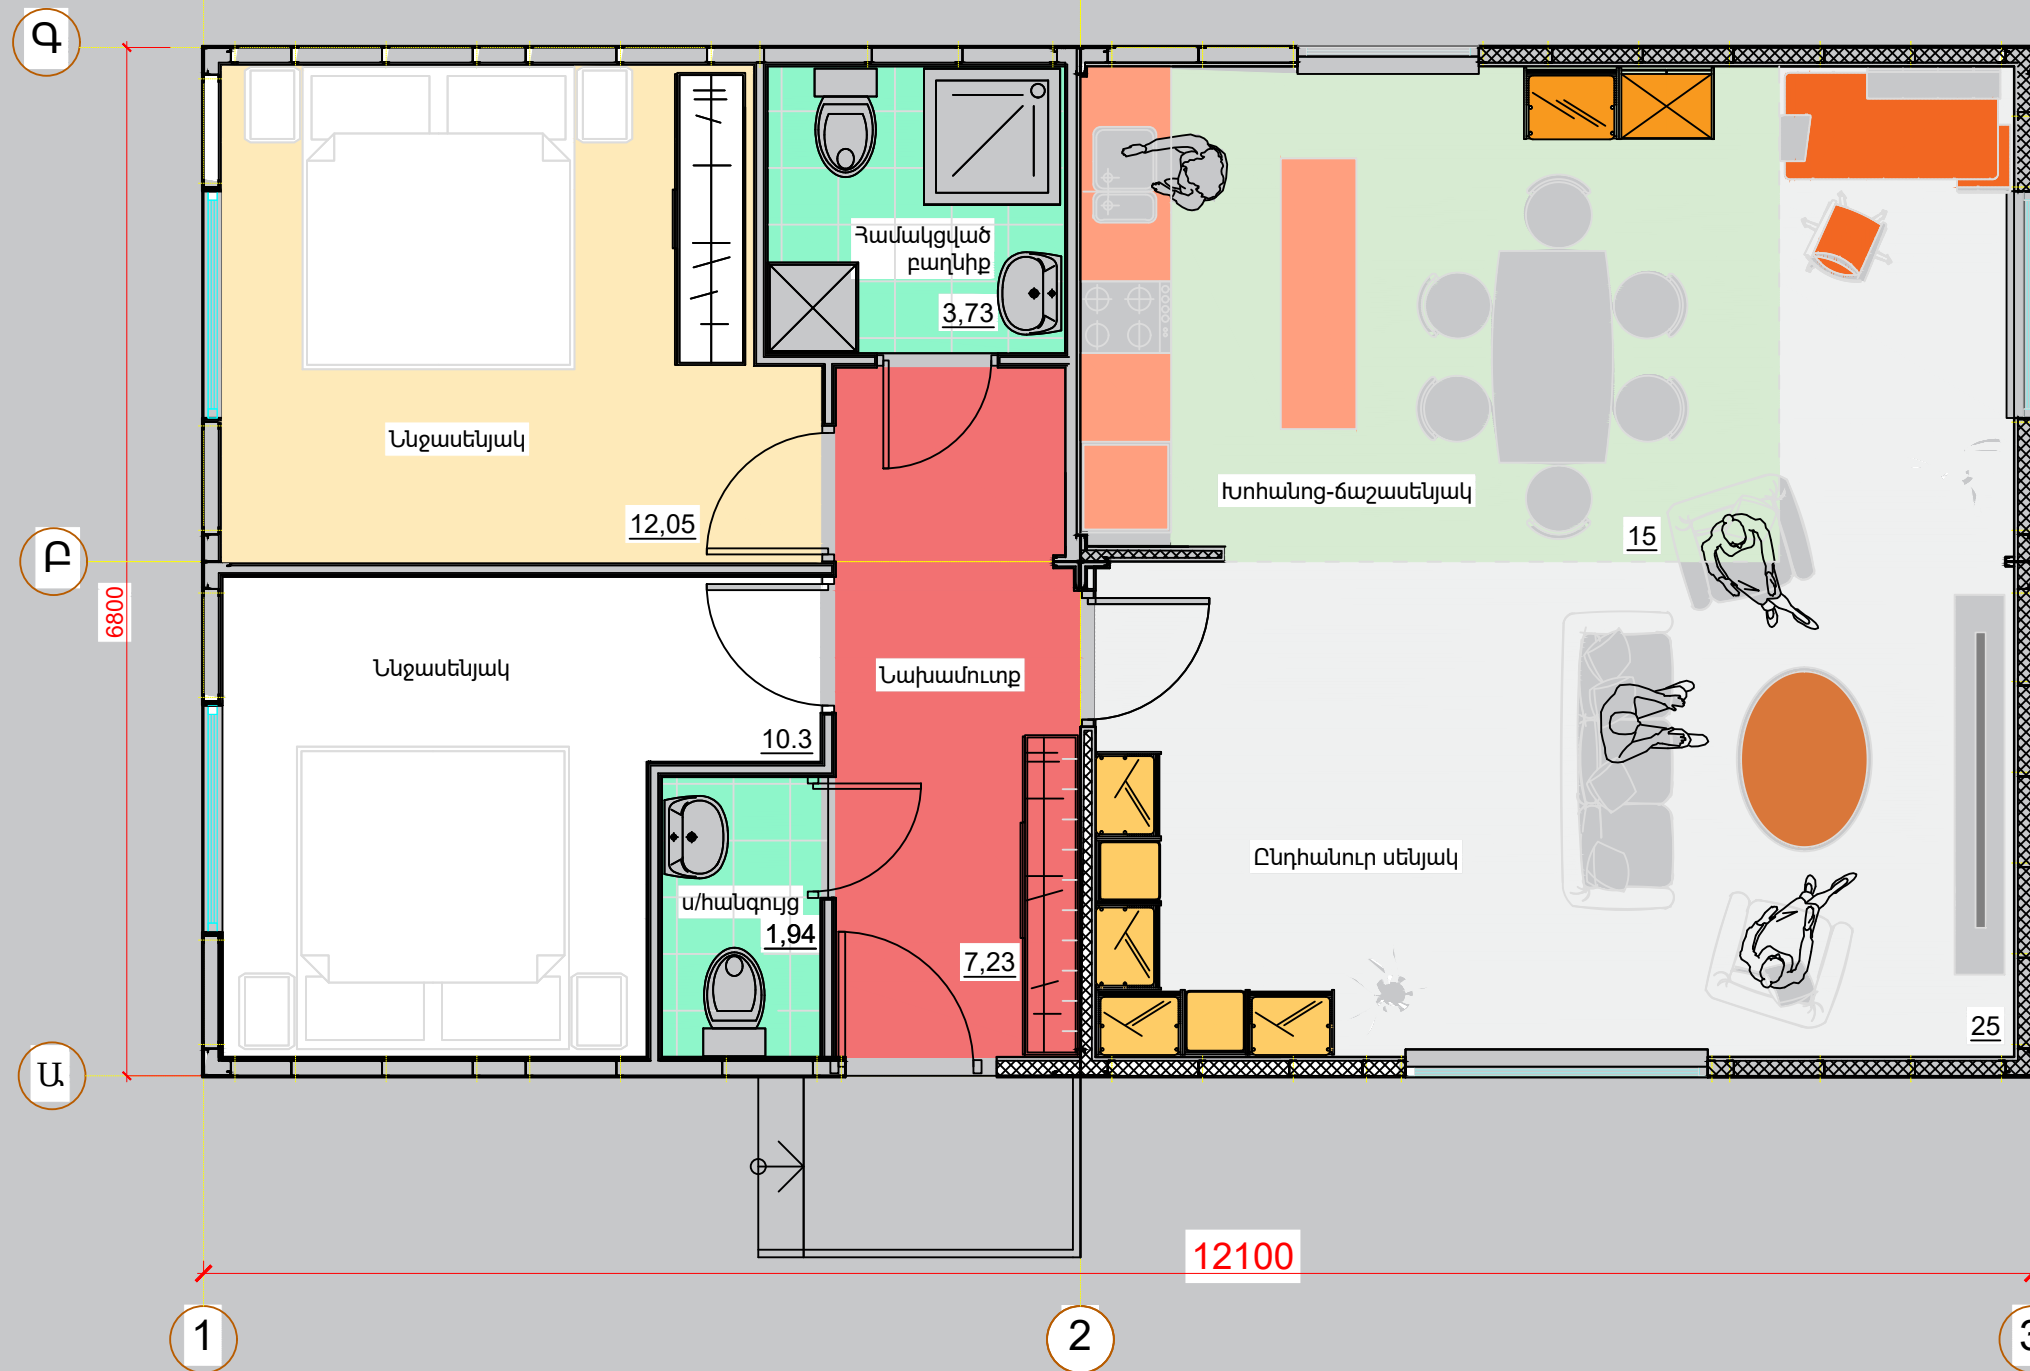 Գ
Համակցված
բաղնիք
3,73
Ննջասենյակ
12,05
Խոհանոց-ճաշասենյակ
15
Բ
6800
Ննջասենյակ
10.3
Նախամուտք
Ընդհանուր սենյակ
ս/հանգույց
1,94
7,23
25
Ա
12100
1
2
3